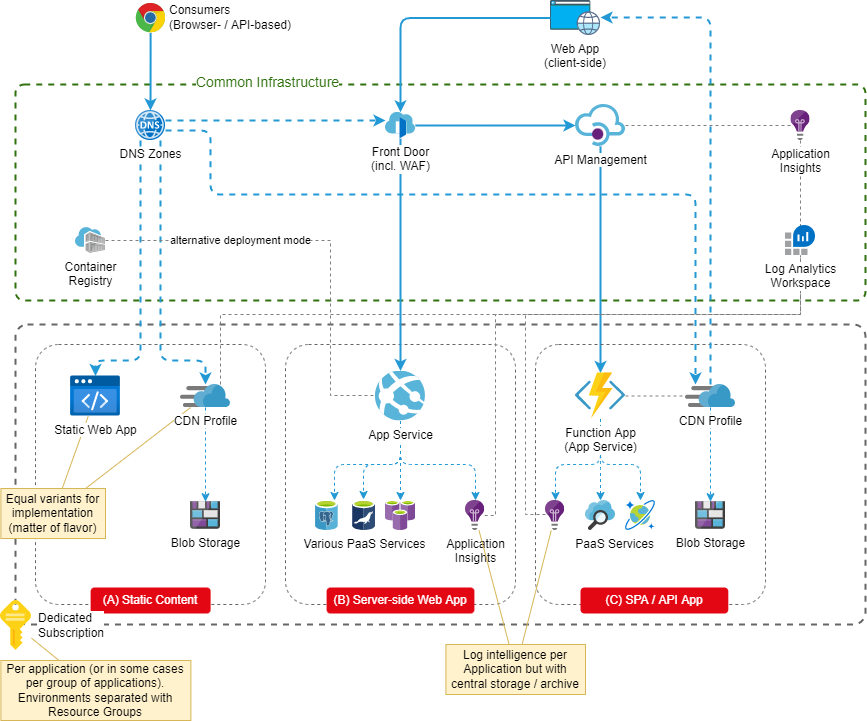 Consumers
(Browser- / API-based)
Web App
(client-side)
Common Infrastructure
DNS
DNS Zones
Front Door
(incl. WAF)
API Management
Application
Insights
alternative deployment mode
Container
Registry
Log Analytics
Workspace
Static Web App
CDN Profile
App Service
Function App
(App Service)
CDN Profile
Equal variants for
implementation
(matter of flavor)
Blob Storage
Various PaaS Services
Application
Insights
PaaS Services
Blob Storage
(A) Static Content
(B) Server-side Web App
(C) SPA / API App
Dedicated
Subscription
Per application (or in some cases
per group of applications).
Environments separated with
Resource Groups
Log intelligence per
Application but with
central storage / archive